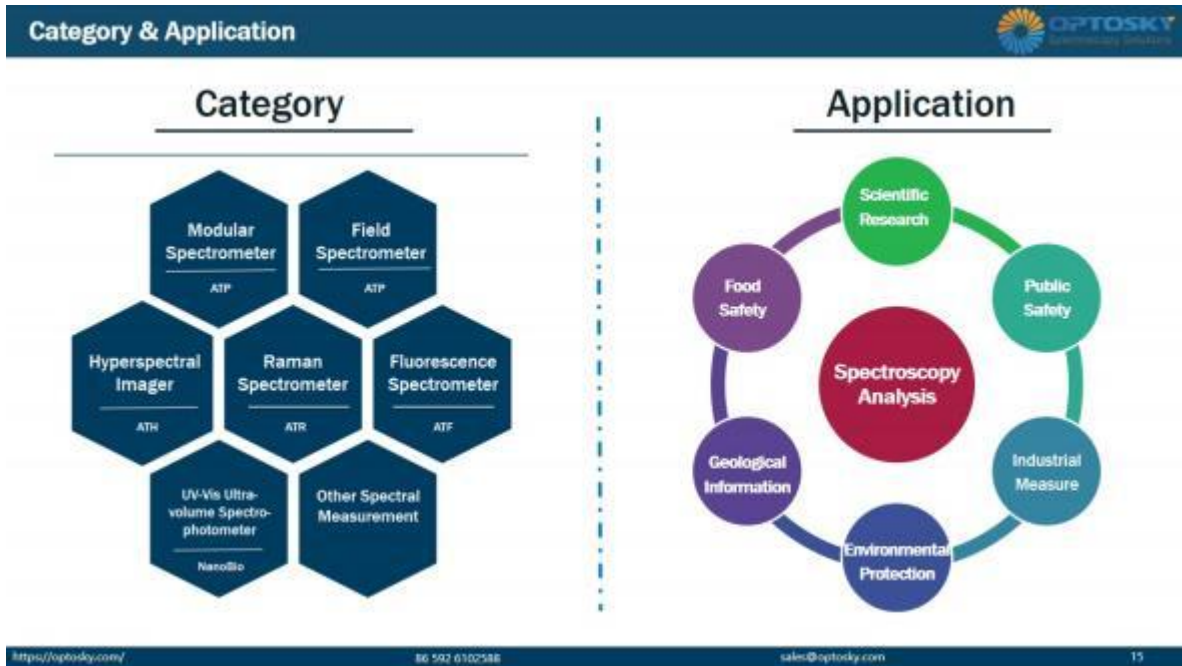 Category & Application
OPTOSKY
Spectroscopy Solutions
Category
Application
Modular
Spectrometer
ATP
Field
Spectrometer
ATP
Hyperspectral
Imager
ATH
Raman
Spectrometer
ATR
Fluorescence
Spectrometer
ATF
UV-Vis Ultra-
volume Spectro-
photometer
NanoBio
Other Spectral
Measurement
Scientific
Research
Public
Safety
Industrial
Measure
Environmental
Protection
Geological
Information
Food
Safety
Spectroscopy
Analysis
https://optosky.com/
86 592 6102588
sales@optosky.com
15